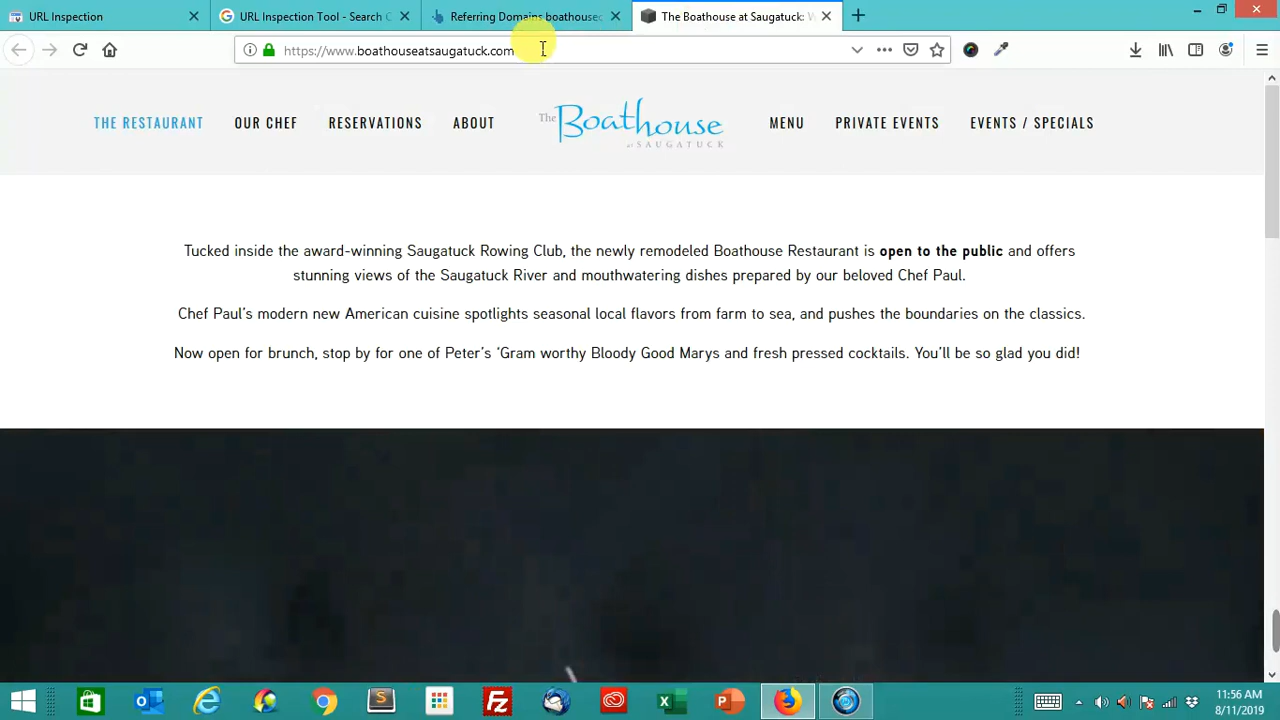 URL Inspection
URL Inspection Tool - Search C
Referring Domains boathousea
The Boathouse at Saugatuck: W
https://www.boathouseatsaugatuck.com
THE RESTAURANT
OUR CHEF
RESERVATIONS
ABOUT
The Boathouse
at SAUGATUCK
MENU
PRIVATE EVENTS
EVENTS / SPECIALS
Tucked inside the award-winning Saugatuck Rowing Club, the newly remodeled Boathouse Restaurant is open to the public and offers
stunning views of the Saugatuck River and mouthwatering dishes prepared by our beloved Chef Paul.
Chef Paul's modern new American cuisine spotlights seasonal local flavors from farm to sea, and pushes the boundaries on the classics.
Now open for brunch, stop by for one of Peter's ‘Gram worthy Bloody Good Marys and fresh pressed cocktails. You'll be so glad you did!
11:56 AM
8/11/2019